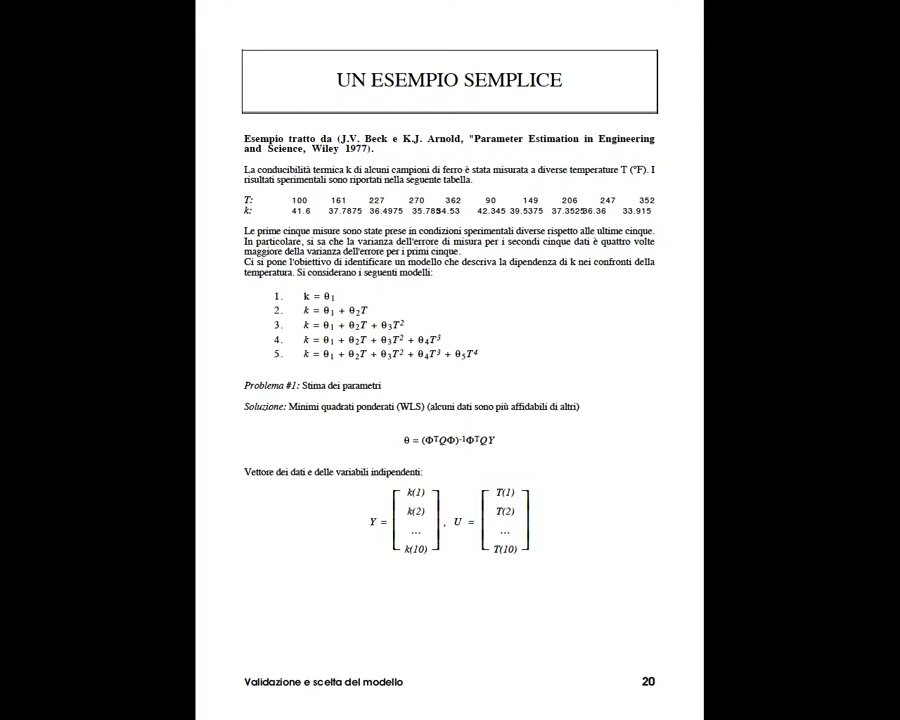 UN ESEMPIO SEMPLICE
Esempio tratto da (J.V. Beck e K.J. Arnold, "Parameter Estimation in Engineering
and Science, Wiley 1977).
La conducibilità termica k di alcuni campioni di ferro è stata misurata a diverse temperature T (°F). I
risultati sperimentali sono riportati nella seguente tabella.
T: 100 161 227 270 362 90 149 206 247 352
k: 41.6 37.7875 36.4975 35.785 34.53 42.345 39.5375 37.3525 36.36 33.915
Le prime cinque misure sono state prese in condizioni sperimentali diverse rispetto alle ultime cinque.
In particolare, si sa che la varianza dell'errore di misura per i secondi cinque dati è quattro volte
maggiore della varianza dell'errore per i primi cinque.
Ci si pone l'obiettivo di identificare un modello che descriva la dipendenza di k nei confronti della
temperatura. Si considerano i seguenti modelli:
1. k = θ₁
2. k = θ₁ + θ₂T
3. k = θ₁ + θ₂T + θ₃T²
4. k = θ₁ + θ₂T + θ₃T² + θ₄T³
5. k = θ₁ + θ₂T + θ₃T² + θ₄T³ + θ₅T⁴
Problema #1: Stima dei parametri
Soluzione: Minimi quadrati ponderati (WLS) (alcuni dati sono più affidabili di altri)
θ = (ΦᵀQΦ)⁻¹ΦᵀQY
Vettore dei dati e delle variabili indipendenti:
k(1) T(1)
k(2) T(2)
Y = , U =
... ...
k(10) T(10)
Validazione e scelta del modello 20